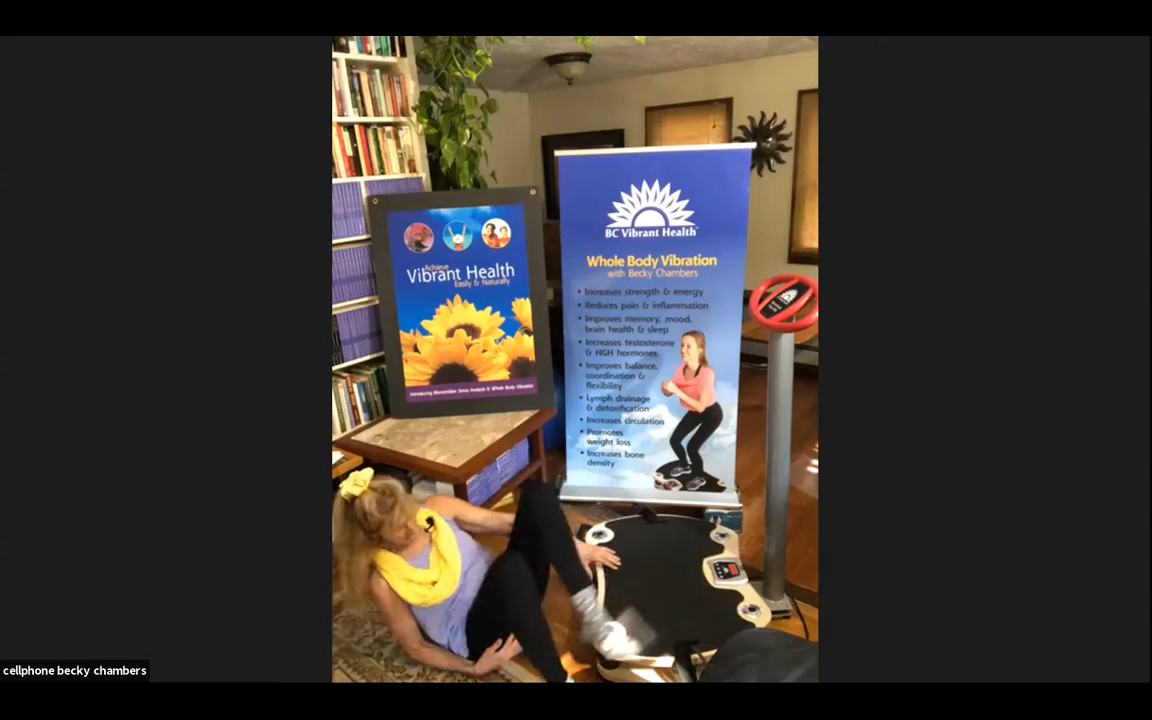 Achieve
Vibrant Health
Easily & Naturally
Introducing Biomeridian Stress Analysis & Whole Body Vibration
BC Vibrant Health
Whole Body Vibration
with Becky Chambers
• Increases strength & energy
• Reduces pain & inflammation
• Improves memory, mood,
brain health & sleep
• Increases testosterone
& HGH hormones
• Improves balance,
coordination &
flexibility
• Lymph drainage
& detoxification
• Increases circulation
• Promotes
weight loss
• Increases bone
density
cellphone becky chambers